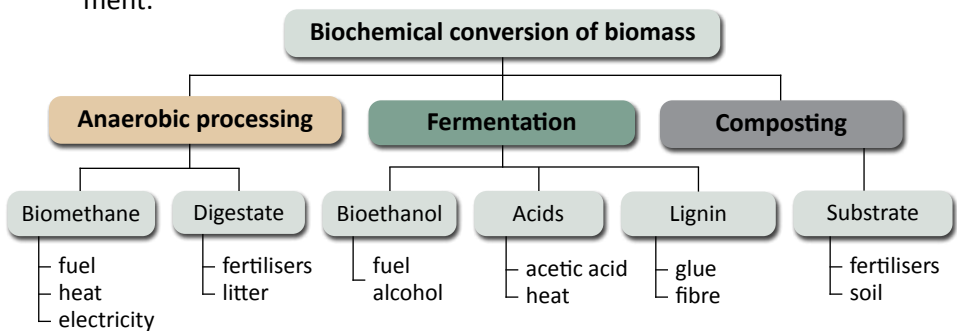 ment.
Biochemical conversion of biomass
Anaerobic processing
Fermentation
Composting
Biomethane
Digestate
Bioethanol
Acids
Lignin
Substrate
fuel
heat
electricity
fertilisers
litter
fuel
alcohol
acetic acid
heat
glue
fibre
fertilisers
soil